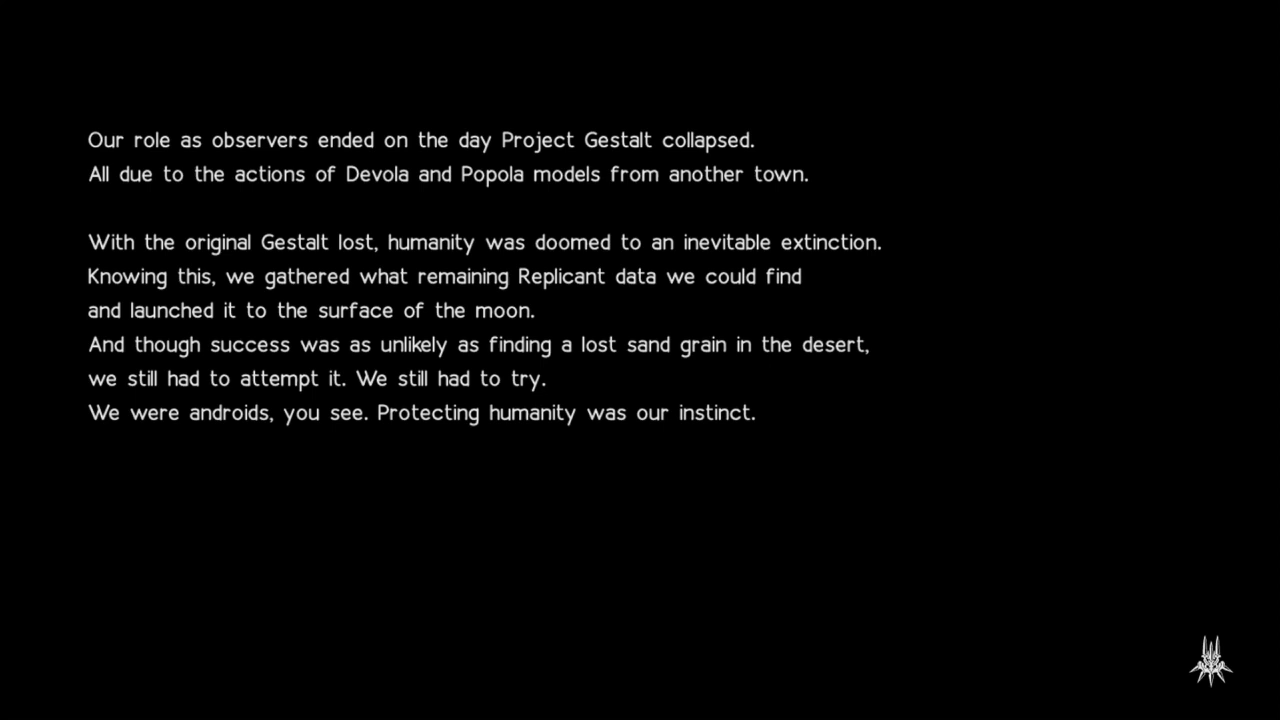 Our role as observers ended on the day Project Gestalt collapsed.
All due to the actions of Devola and Popola models from another town.
With the original Gestalt lost, humanity was doomed to an inevitable extinction.
Knowing this, we gathered what remaining Replicant data we could find
and launched it to the surface of the moon.
And though success was as unlikely as finding a lost sand grain in the desert,
we still had to attempt it. We still had to try.
We were androids, you see. Protecting humanity was our instinct.